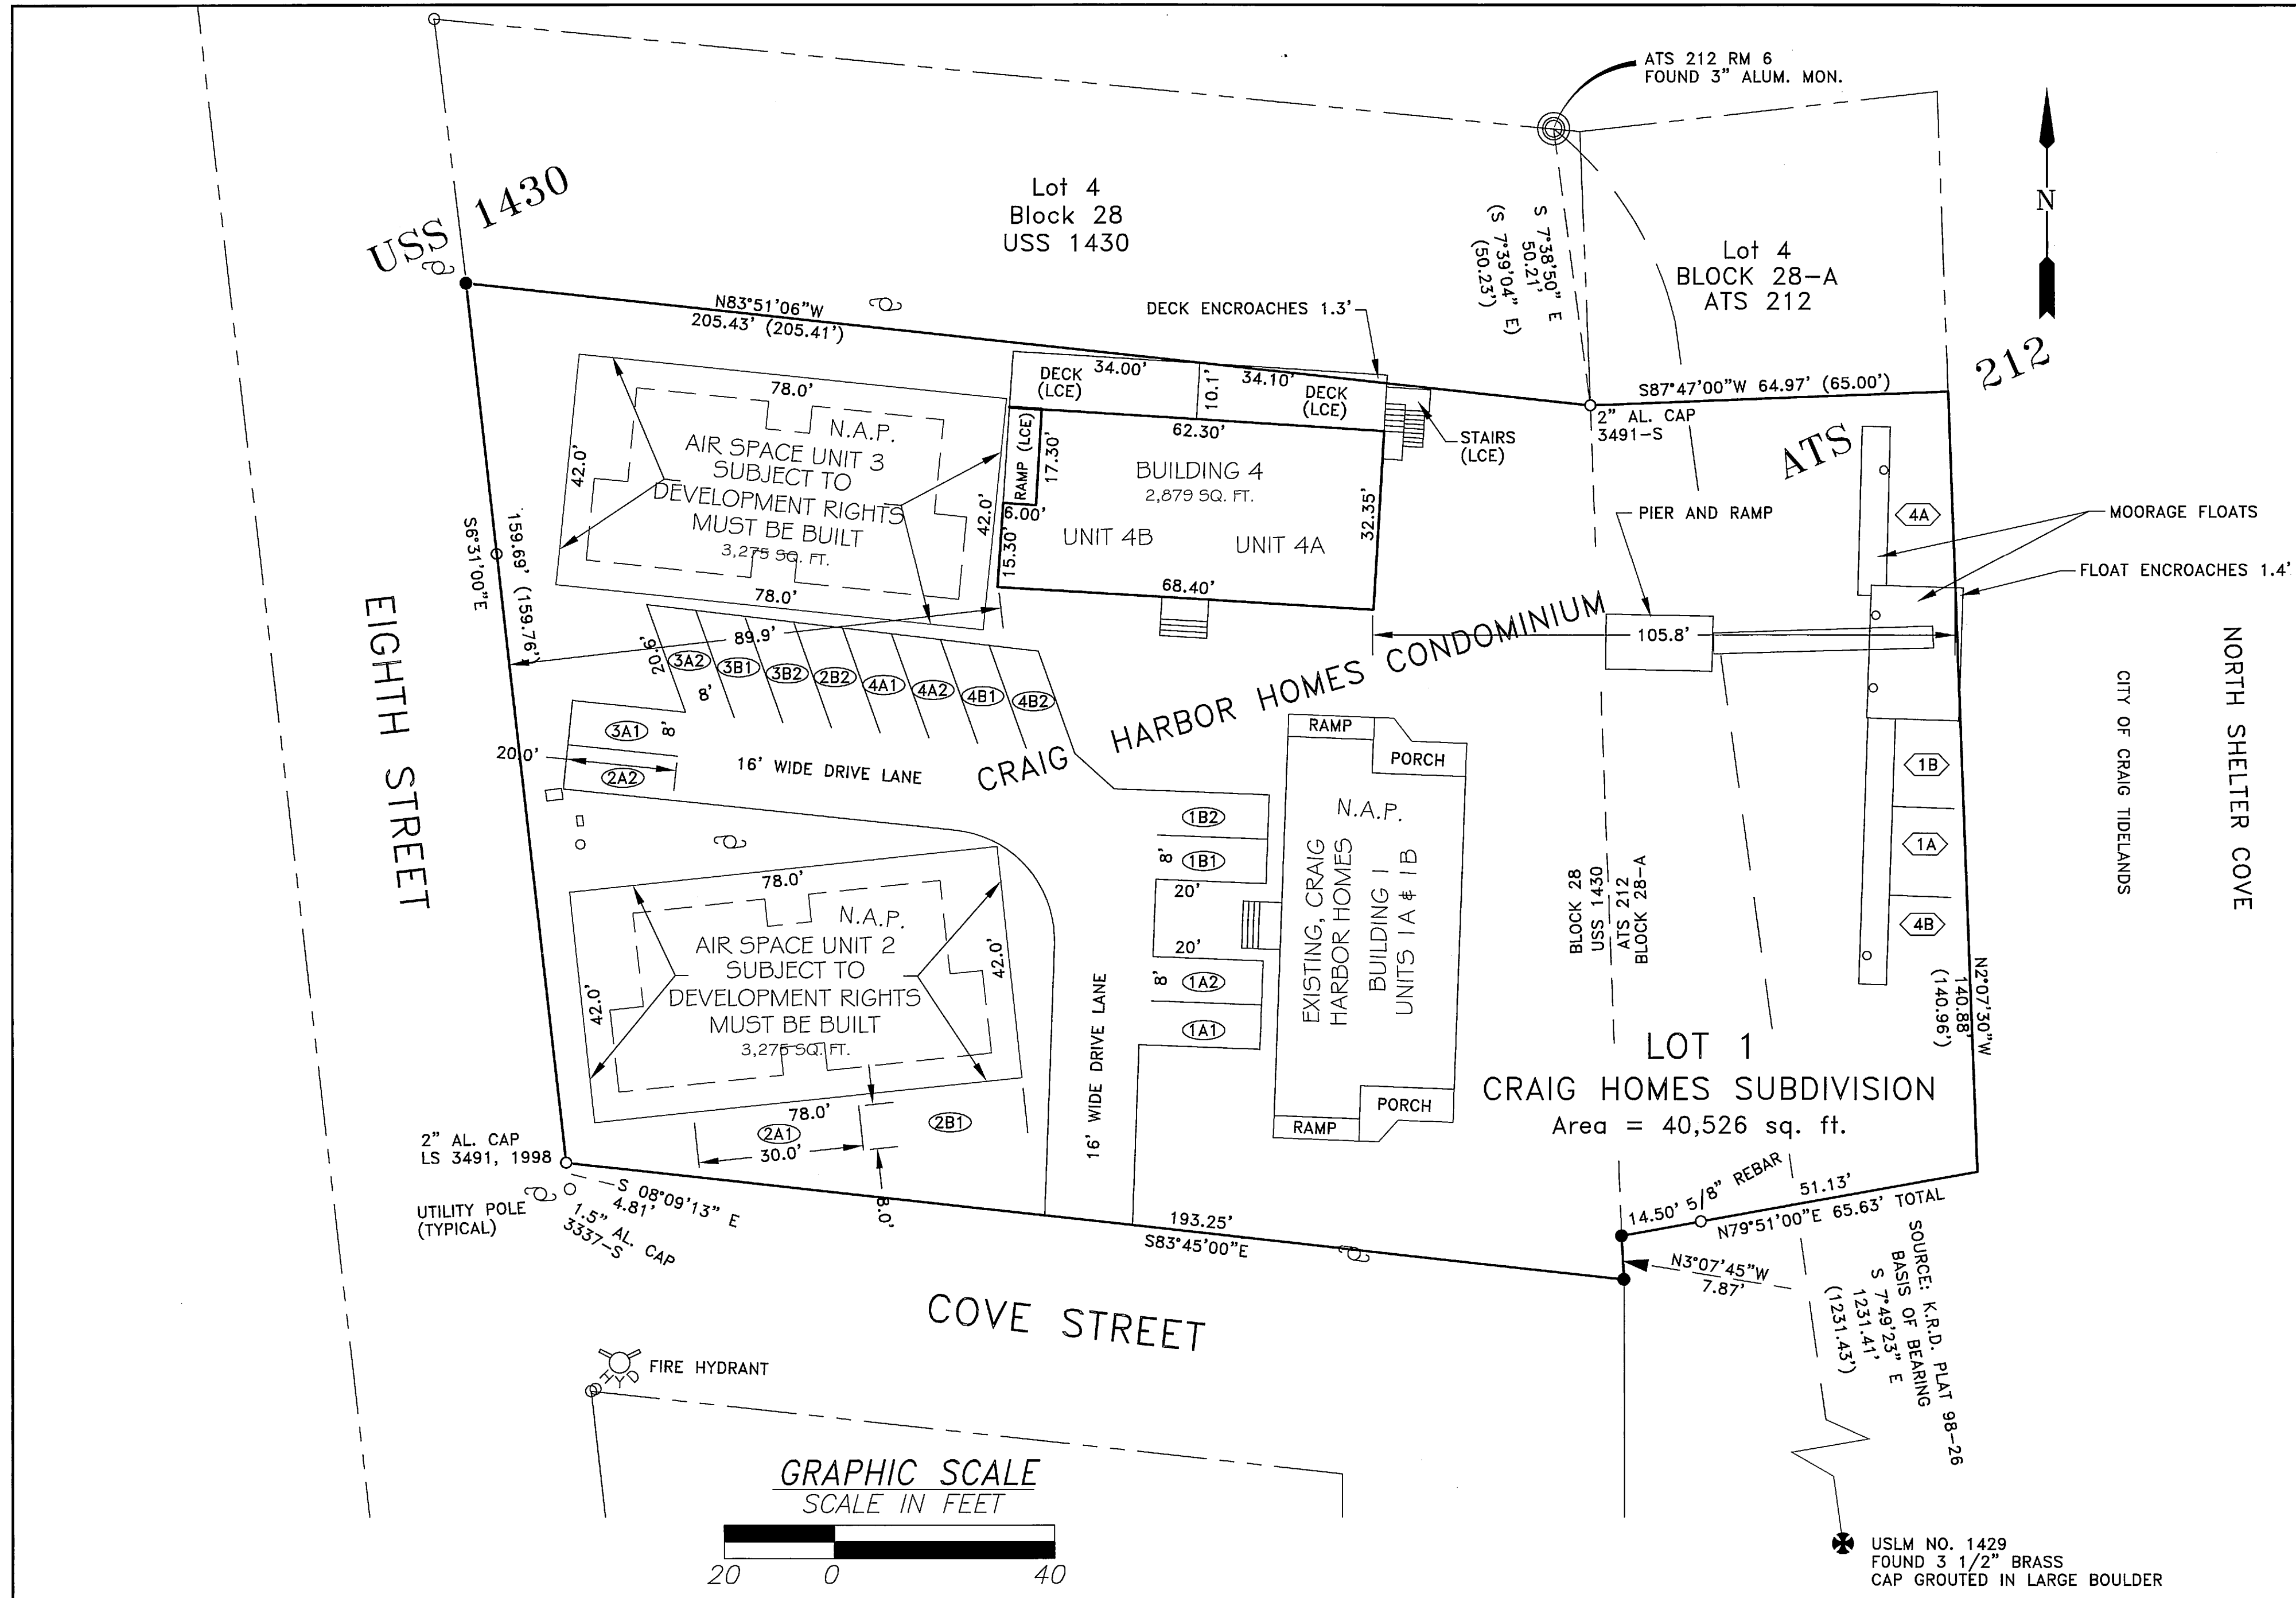 ATS 212 RM 6
FOUND 3" ALUM. MON.
N
USS 1430
Lot 4
Block 28
USS 1430
S 7°38'50" E
50.21'
(S 7°39'04" E)
(50.23')
Lot 4
BLOCK 28-A
ATS 212
212
ATS
N83°51'06"W
205.43' (205.41')
DECK ENCROACHES 1.3'
S87°47'00"W 64.97' (65.00')
2" AL. CAP
3491-S
DECK
(LCE)
34.00'
10.1'
34.10'
DECK
(LCE)
STAIRS
(LCE)
62.30'
RAMP (LCE)
17.30'
6.00'
15.30'
BUILDING 4
2,879 SQ. FT.
UNIT 4B
UNIT 4A
32.35'
68.40'
78.0'
42.0'
N.A.P.
AIR SPACE UNIT 3
SUBJECT TO
DEVELOPMENT RIGHTS
MUST BE BUILT
3,275 SQ. FT.
42.0'
78.0'
S6°31'00"E
159.69' (159.76')
EIGHTH STREET
PIER AND RAMP
4A
MOORAGE FLOATS
FLOAT ENCROACHES 1.4'
105.8'
NORTH SHELTER COVE
CITY OF CRAIG TIDELANDS
89.9'
20.6'
8'
3A2
3B1
3B2
2B2
4A1
4A2
4B1
4B2
3A1
8'
20.0'
2A2
16' WIDE DRIVE LANE
CRAIG HARBOR HOMES CONDOMINIUM
RAMP
PORCH
1B2
8'
1B1
20'
20'
8'
1A2
1A1
N.A.P.
EXISTING, CRAIG
HARBOR HOMES
BUILDING 1
UNITS 1A & 1B
PORCH
RAMP
BLOCK 28
USS 1430
ATS 212
BLOCK 28-A
1B
1A
4B
N2°07'30"W
140.88'
(140.96')
78.0'
42.0'
N.A.P.
AIR SPACE UNIT 2
SUBJECT TO
DEVELOPMENT RIGHTS
MUST BE BUILT
3,275 SQ. FT.
42.0'
78.0'
2A1
30.0'
2B1
8.0'
16' WIDE DRIVE LANE
LOT 1
CRAIG HOMES SUBDIVISION
Area = 40,526 sq. ft.
2" AL. CAP
LS 3491, 1998
UTILITY POLE
(TYPICAL)
S 08°09'13" E
4.81'
1.5" AL. CAP
3337-S
193.25'
S83°45'00"E
14.50' 5/8" REBAR
51.13'
N79°51'00"E 65.63' TOTAL
N3°07'45"W
7.87'
SOURCE: K.R.D. PLAT 98-26
BASIS OF BEARING
S 7°49'23" E
1231.41'
(1231.43')
COVE STREET
HYD
FIRE HYDRANT
GRAPHIC SCALE
SCALE IN FEET
20 0 40
USLM NO. 1429
FOUND 3 1/2" BRASS
CAP GROUTED IN LARGE BOULDER